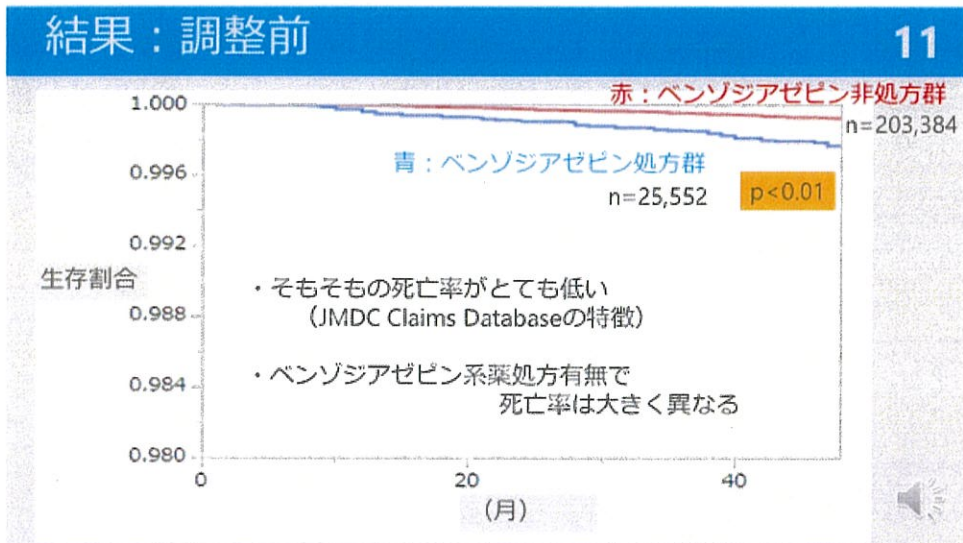 結果：調整前
11
赤：ベンゾジアゼピン非処方群
n=203,384
青：ベンゾジアゼピン処方群
n=25,552
p<0.01
生存割合
1.000
0.996
0.992
0.988
0.984
0.980
・そもそもの死亡率がとても低い
（JMDC Claims Databaseの特徴）
・ベンゾジアゼピン系薬処方有無で
死亡率は大きく異なる
0
20
40
（月）